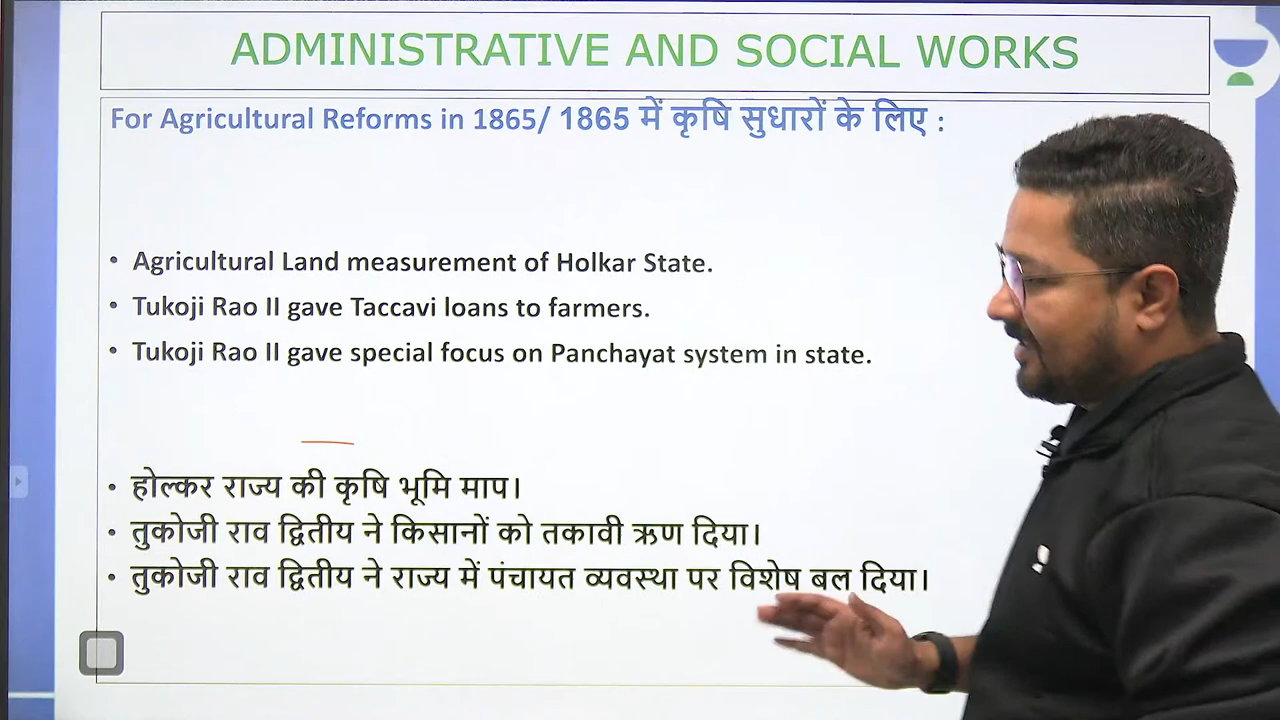 ADMINISTRATIVE AND SOCIAL WORKS
For Agricultural Reforms in 1865/ 1865 में कृषि सुधारों के लिए :
• Agricultural Land measurement of Holkar State.
• Tukoji Rao II gave Taccavi loans to farmers.
• Tukoji Rao II gave special focus on Panchayat system in state.
• होल्कर राज्य की कृषि भूमि माप।
• तुकोजी राव द्वितीय ने किसानों को तकावी ऋण दिया।
• तुकोजी राव द्वितीय ने राज्य में पंचायत व्यवस्था पर विशेष बल दिया।